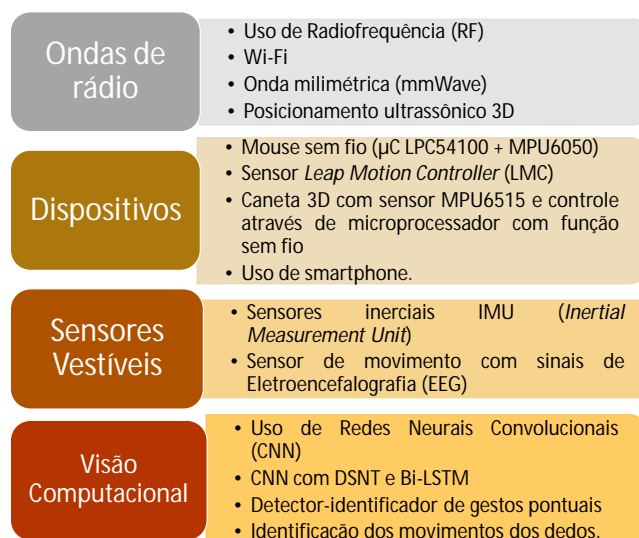 Ondas de
rádio
• Uso de Radiofrequência (RF)
• Wi-Fi
• Onda milimétrica (mmWave)
• Posicionamento ultrassônico 3D
Dispositivos
• Mouse sem fio (µC LPC54100 + MPU6050)
• Sensor Leap Motion Controller (LMC)
• Caneta 3D com sensor MPU6515 e controle
através de microprocessador com função
sem fio
• Uso de smartphone.
Sensores
Vestíveis
• Sensores inerciais IMU (Inertial
Measurement Unit)
• Sensor de movimento com sinais de
Eletroencefalografia (EEG)
Visão
Computacional
• Uso de Redes Neurais Convolucionais
(CNN)
• CNN com DSNT e Bi-LSTM
• Detector-identificador de gestos pontuais
• Identificação dos movimentos dos dedos.